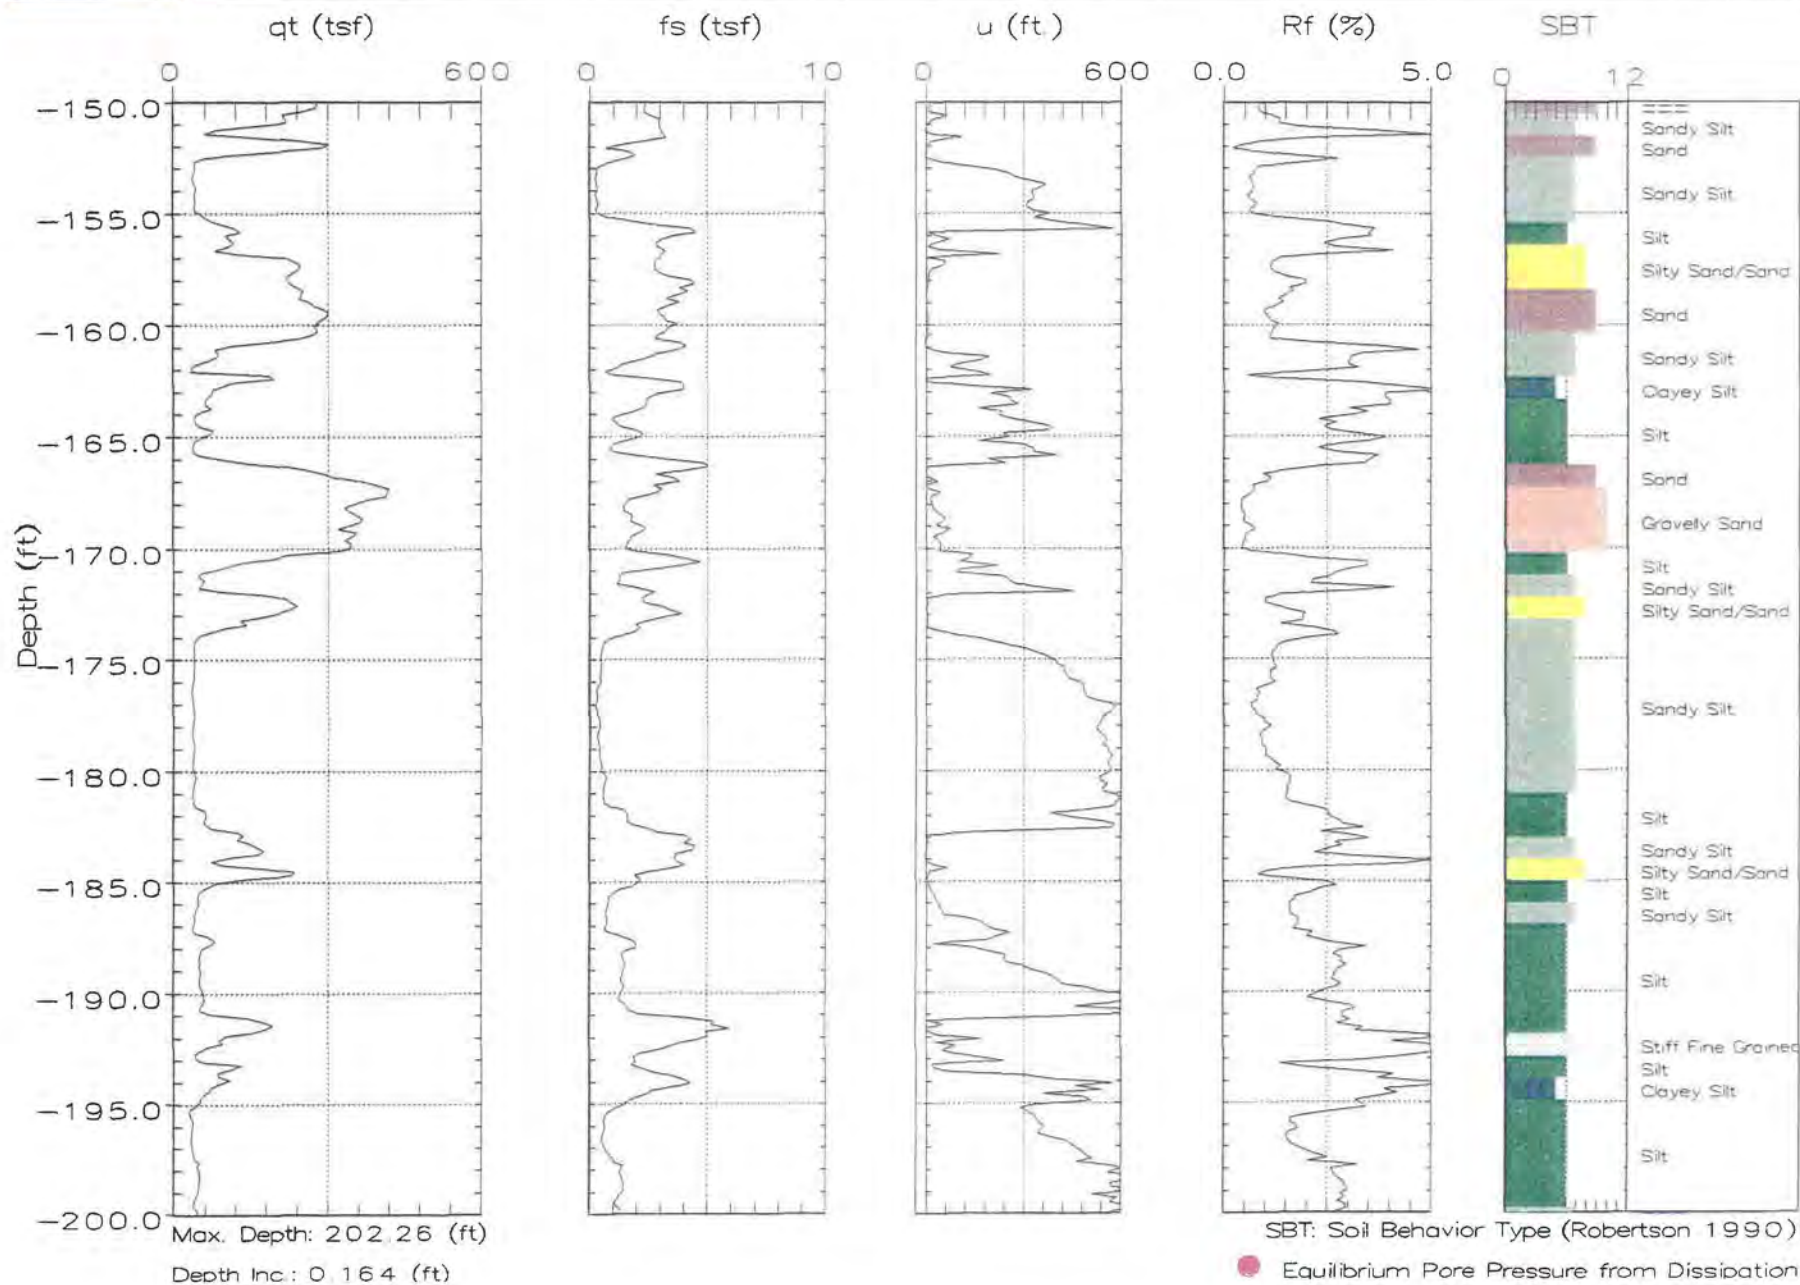 qt (tsf) fs (tsf) u (ft.) Rf (%) SBT
0 600 0 10 0 600 0.0 5.0 0 12
Depth (ft)
-150.0
-155.0
-160.0
-165.0
-170.0
-175.0
-180.0
-185.0
-190.0
-195.0
-200.0
Sandy Silt
Sand
Sandy Silt
Silt
Silty Sand/Sand
Sand
Sandy Silt
Clayey Silt
Silt
Sand
Gravelly Sand
Silt
Sandy Silt
Silty Sand/Sand
Sandy Silt
Silt
Sandy Silt
Silty Sand/Sand
Silt
Sandy Silt
Silt
Stiff Fine Grained
Silt
Clayey Silt
Silt
Max. Depth: 202.26 (ft)
Depth Inc.: 0.164 (ft)
SBT: Soil Behavior Type (Robertson 1990)
Equilibrium Pore Pressure from Dissipation